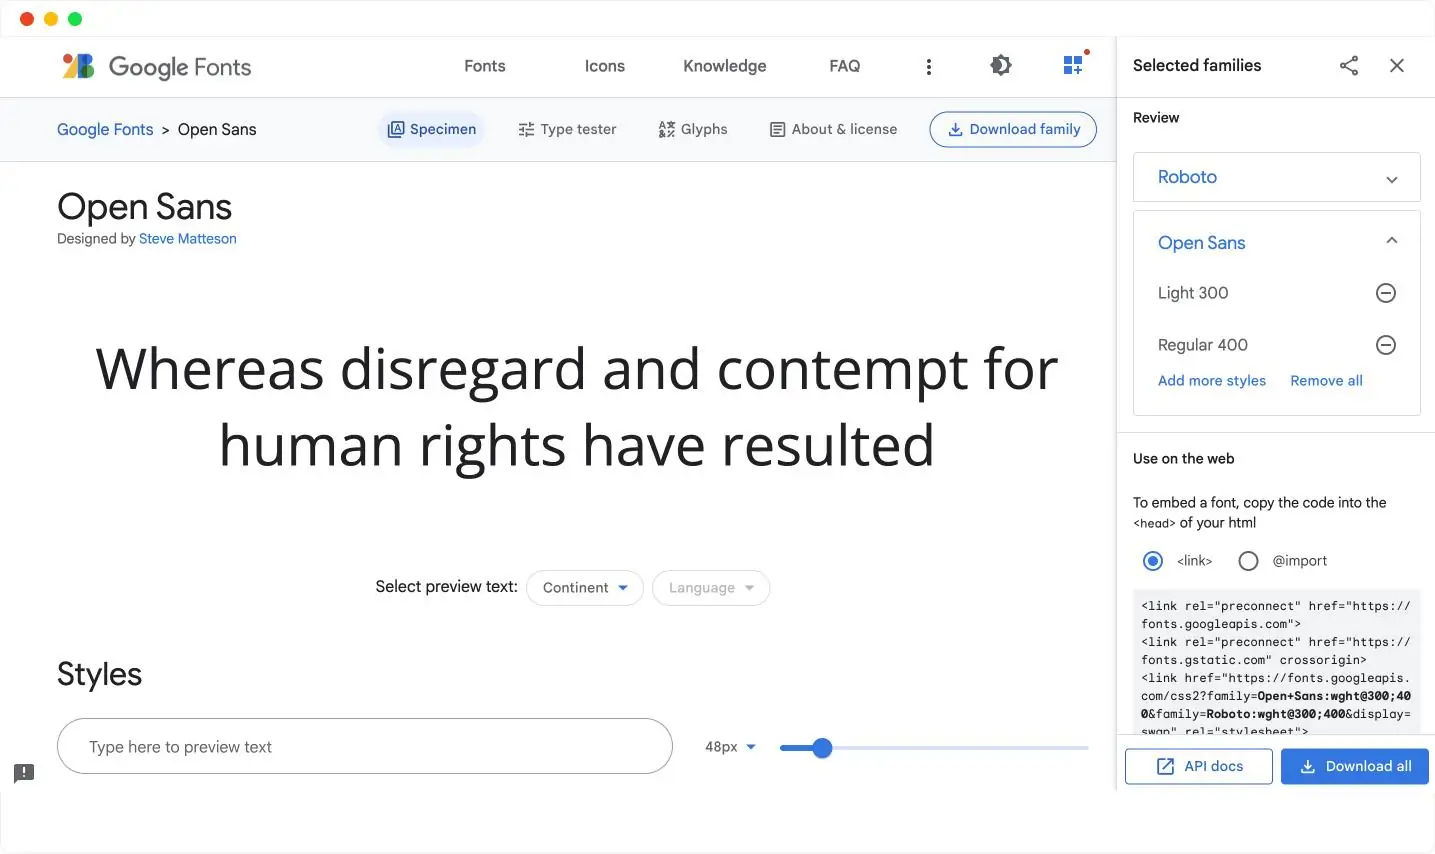 Google Fonts
Fonts
Icons
Knowledge
FAQ
Google Fonts > Open Sans
Specimen
Type tester
Glyphs
About & license
Download family
Open Sans
Designed by Steve Matteson
Whereas disregard and contempt for
human rights have resulted
Select preview text:
Continent
Language
Styles
Type here to preview text
48px
Selected families
Review
Roboto
Open Sans
Light 300
Regular 400
Add more styles
Remove all
Use on the web
To embed a font, copy the code into the
<head> of your html
<link>
@import
<link rel="preconnect" href="https://
fonts.googleapis.com">
<link rel="preconnect" href="https://
fonts.gstatic.com" crossorigin>
<link href="https://fonts.googleapis.
com/css2?family=Open+Sans:wght@300;40
0&family=Roboto:wght@300;400&display=
swap" rel="stylesheet">
API docs
Download all